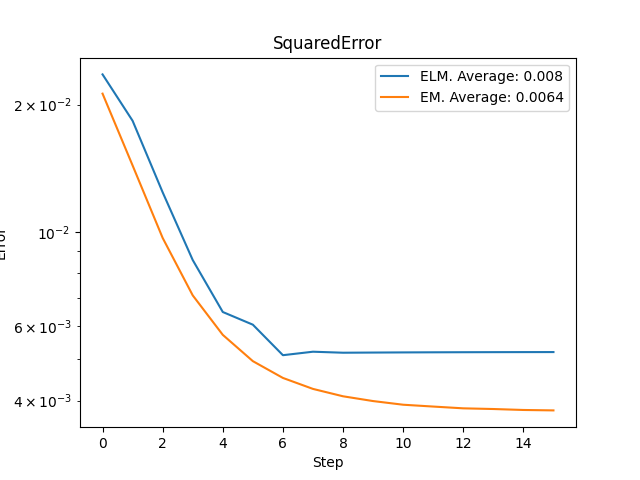 SquaredError
ELM. Average: 0.008
EM. Average: 0.0064
2 × 10⁻²
10⁻²
6 × 10⁻³
4 × 10⁻³
0 2 4 6 8 10 12 14
Step